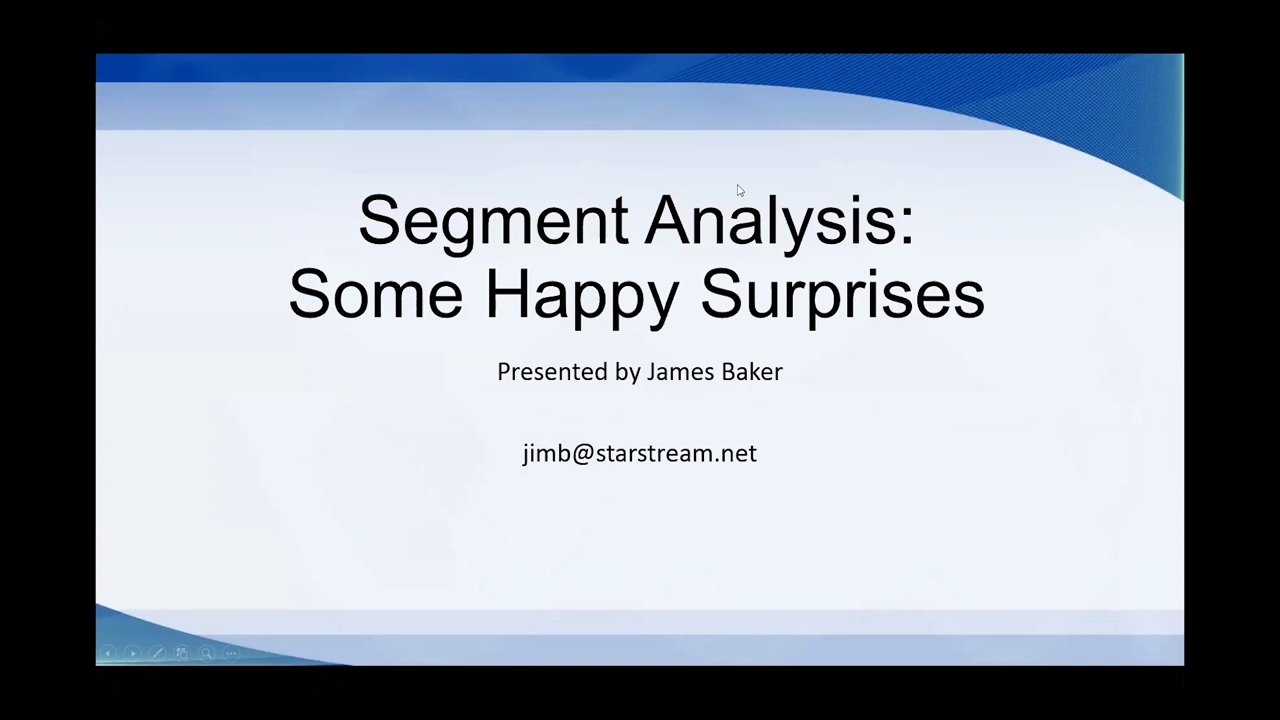 Segment Analysis:
Some Happy Surprises
Presented by James Baker
jimb@starstream.net